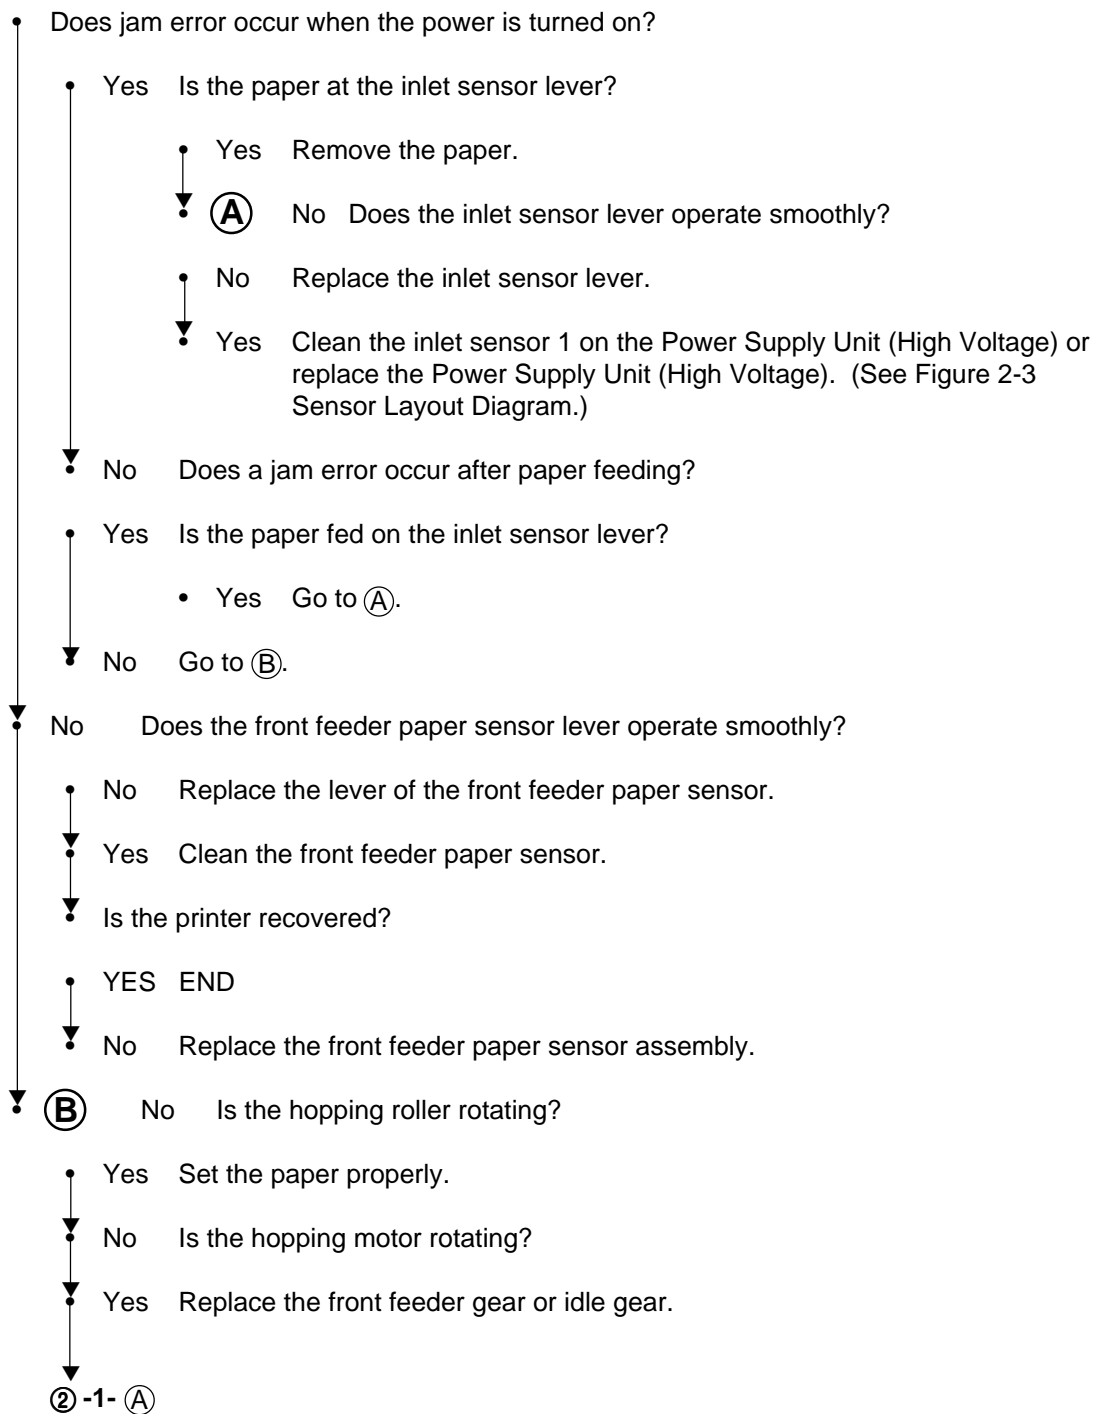 Does jam error occur when the power is turned on?
Yes Is the paper at the inlet sensor lever?
Yes Remove the paper.
Ⓐ No Does the inlet sensor lever operate smoothly?
No Replace the inlet sensor lever.
Yes Clean the inlet sensor 1 on the Power Supply Unit (High Voltage) or
replace the Power Supply Unit (High Voltage). (See Figure 2-3
Sensor Layout Diagram.)
No Does a jam error occur after paper feeding?
Yes Is the paper fed on the inlet sensor lever?
Yes Go to Ⓐ.
No Go to Ⓑ.
No Does the front feeder paper sensor lever operate smoothly?
No Replace the lever of the front feeder paper sensor.
Yes Clean the front feeder paper sensor.
Is the printer recovered?
YES END
No Replace the front feeder paper sensor assembly.
Ⓑ No Is the hopping roller rotating?
Yes Set the paper properly.
No Is the hopping motor rotating?
Yes Replace the front feeder gear or idle gear.
② -1- Ⓐ